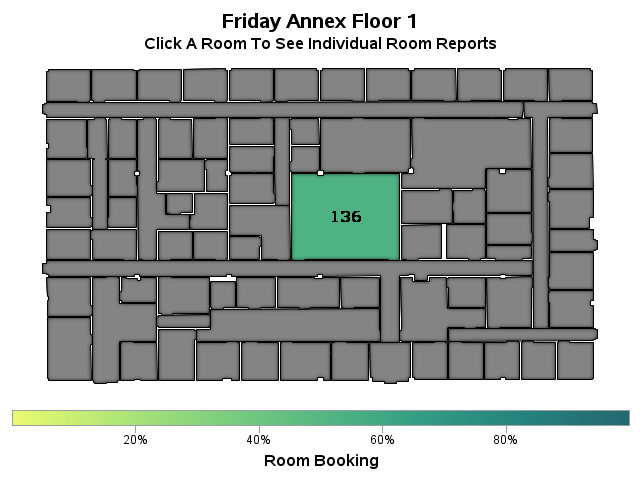 Friday Annex Floor 1
Click A Room To See Individual Room Reports
136
20% 40% 60% 80%
Room Booking